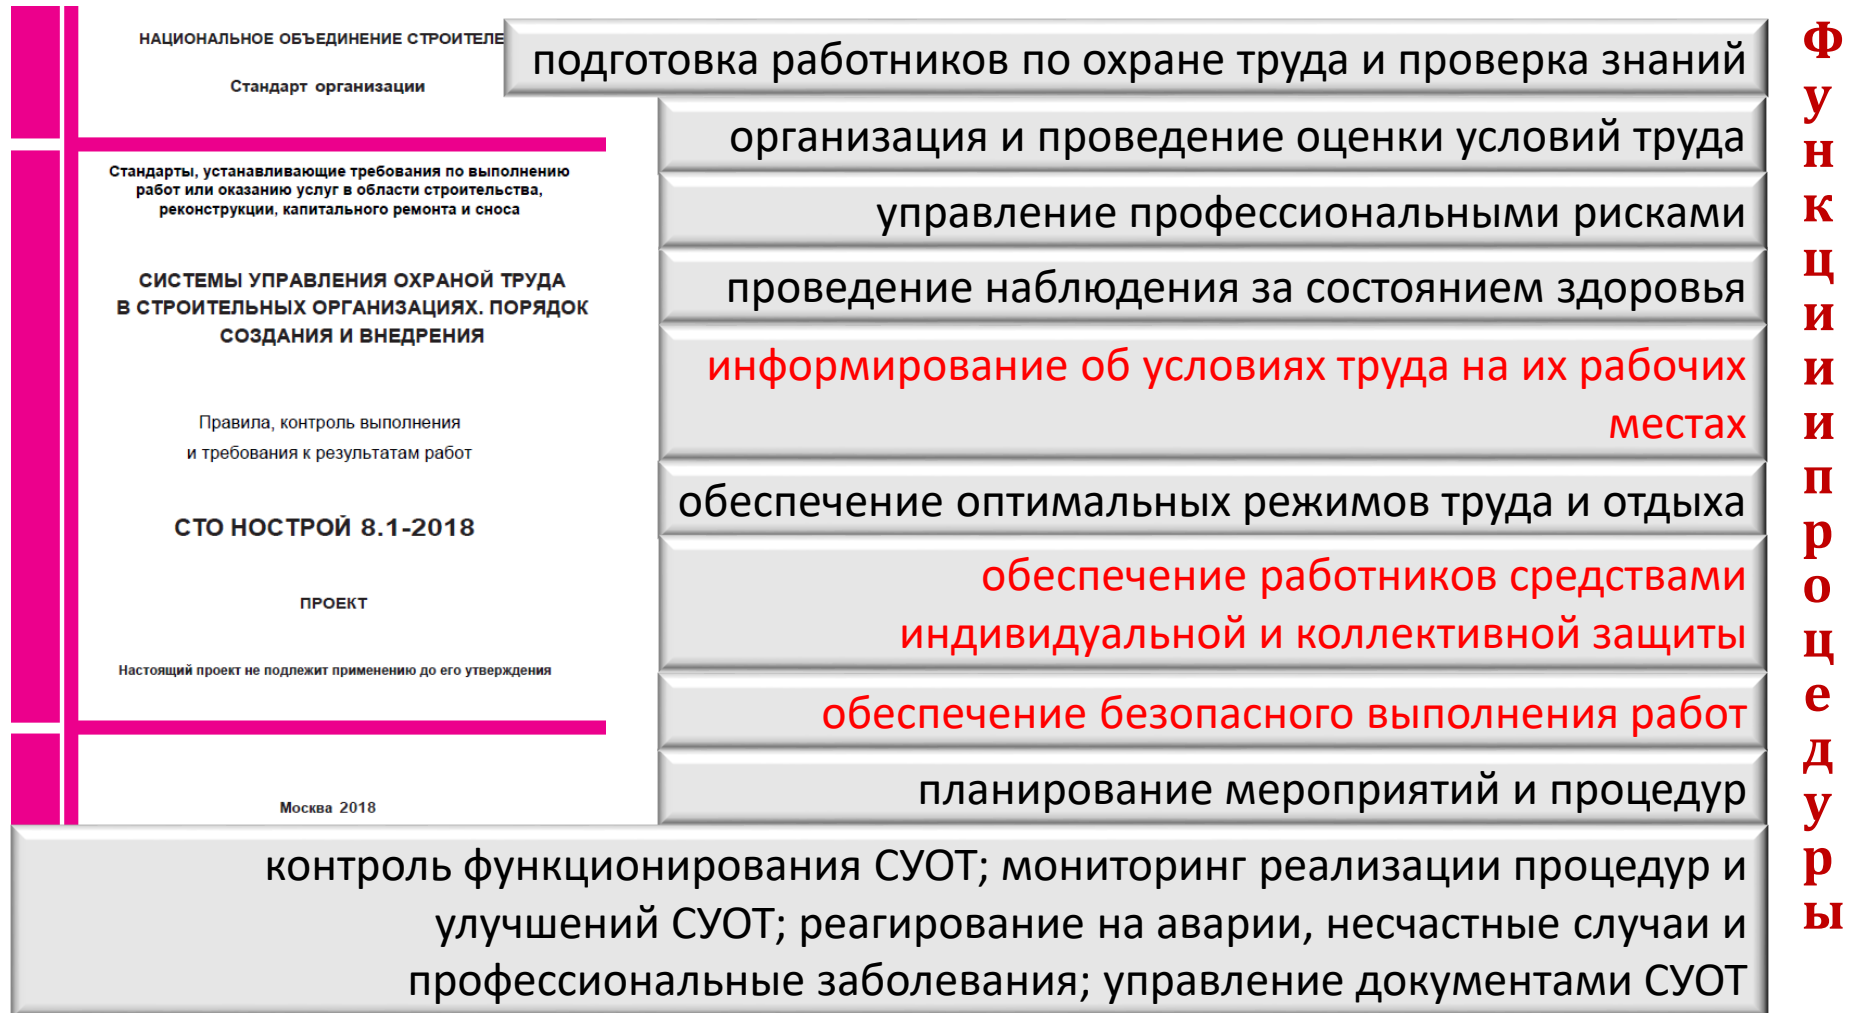 НАЦИОНАЛЬНОЕ ОБЪЕДИНЕНИЕ СТРОИТЕЛЕ
Стандарт организации
Стандарты, устанавливающие требования по выполнению
работ или оказанию услуг в области строительства,
реконструкции, капитального ремонта и сноса
СИСТЕМЫ УПРАВЛЕНИЯ ОХРАНОЙ ТРУДА
В СТРОИТЕЛЬНЫХ ОРГАНИЗАЦИЯХ. ПОРЯДОК
СОЗДАНИЯ И ВНЕДРЕНИЯ
Правила, контроль выполнения
и требования к результатам работ
СТО НОСТРОЙ 8.1-2018
ПРОЕКТ
Настоящий проект не подлежит применению до его утверждения
Москва 2018
подготовка работников по охране труда и проверка знаний
организация и проведение оценки условий труда
управление профессиональными рисками
проведение наблюдения за состоянием здоровья
информирование об условиях труда на их рабочих
местах
обеспечение оптимальных режимов труда и отдыха
обеспечение работников средствами
индивидуальной и коллективной защиты
обеспечение безопасного выполнения работ
планирование мероприятий и процедур
контроль функционирования СУОТ; мониторинг реализации процедур и
улучшений СУОТ; реагирование на аварии, несчастные случаи и
профессиональные заболевания; управление документами СУОТ
Функции и процедуры